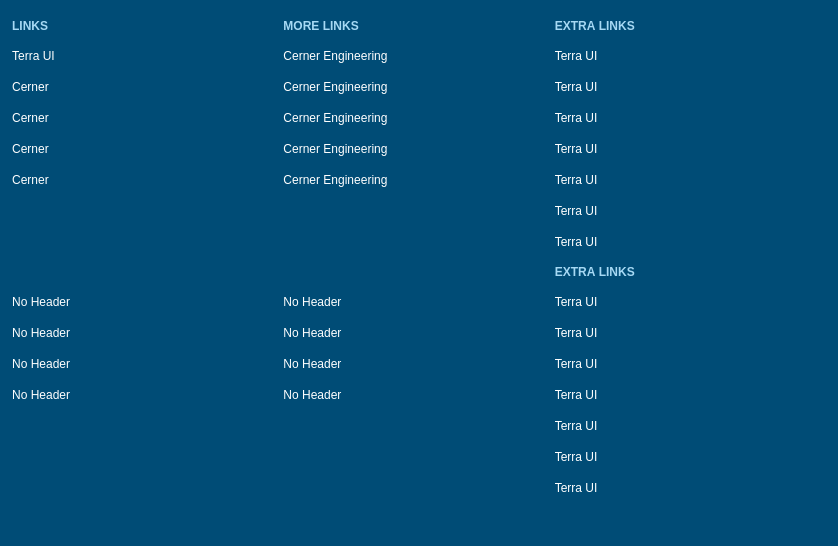 LINKS
Terra UI
Cerner
Cerner
Cerner
Cerner
MORE LINKS
Cerner Engineering
Cerner Engineering
Cerner Engineering
Cerner Engineering
Cerner Engineering
EXTRA LINKS
Terra UI
Terra UI
Terra UI
Terra UI
Terra UI
Terra UI
Terra UI
No Header
No Header
No Header
No Header
No Header
No Header
No Header
No Header
EXTRA LINKS
Terra UI
Terra UI
Terra UI
Terra UI
Terra UI
Terra UI
Terra UI